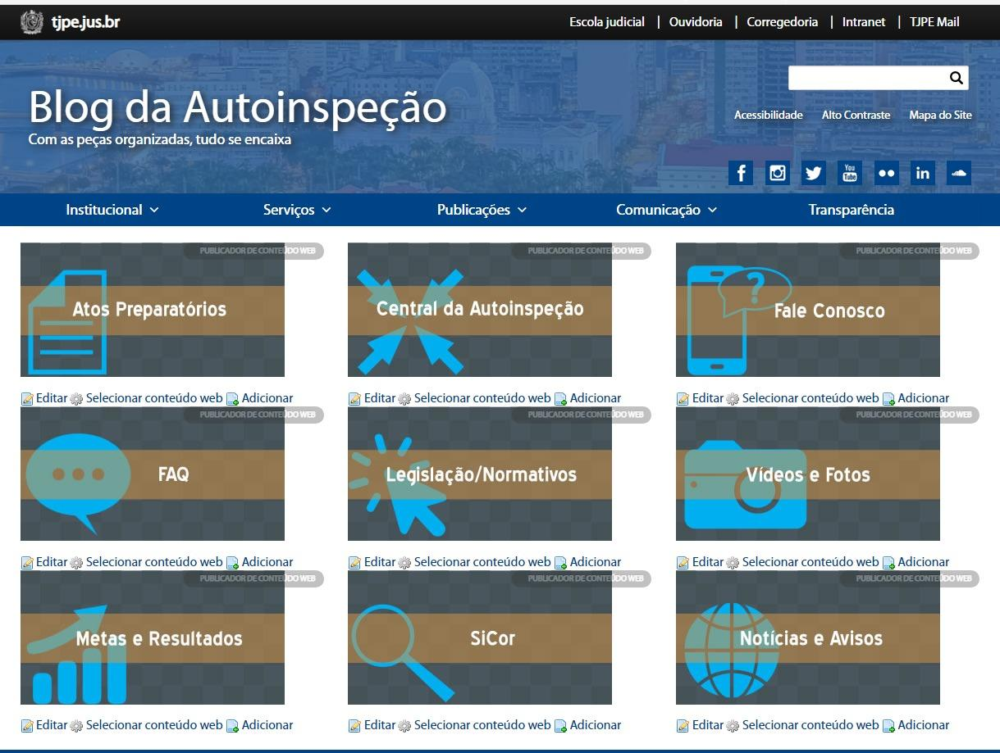 tjpe.jus.br
Escola judicial | Ouvidoria | Corregedoria | Intranet | TJPE Mail
Blog da Autoinspeção
Com as peças organizadas, tudo se encaixa
Acessibilidade Alto Contraste Mapa do Site
f You Tube in
Institucional Serviços Publicações Comunicação Transparência
PUBLICADOR DE CONTEÚDO WEB PUBLICADOR DE CONTEÚDO WEB PUBLICADOR DE CONTEÚDO WEB
?
Atos Preparatórios Central da Autoinspeção Fale Conosco
Editar Selecionar conteúdo web Adicionar Editar Selecionar conteúdo web Adicionar Editar Selecionar conteúdo web Adicionar
PUBLICADOR DE CONTEÚDO WEB PUBLICADOR DE CONTEÚDO WEB PUBLICADOR DE CONTEÚDO WEB
FAQ Legislação/Normativos Vídeos e Fotos
Editar Selecionar conteúdo web Adicionar Editar Selecionar conteúdo web Adicionar Editar Selecionar conteúdo web Adicionar
PUBLICADOR DE CONTEÚDO WEB PUBLICADOR DE CONTEÚDO WEB PUBLICADOR DE CONTEÚDO WEB
Metas e Resultados SiCor Notícias e Avisos
Editar Selecionar conteúdo web Adicionar Editar Selecionar conteúdo web Adicionar Editar Selecionar conteúdo web Adicionar